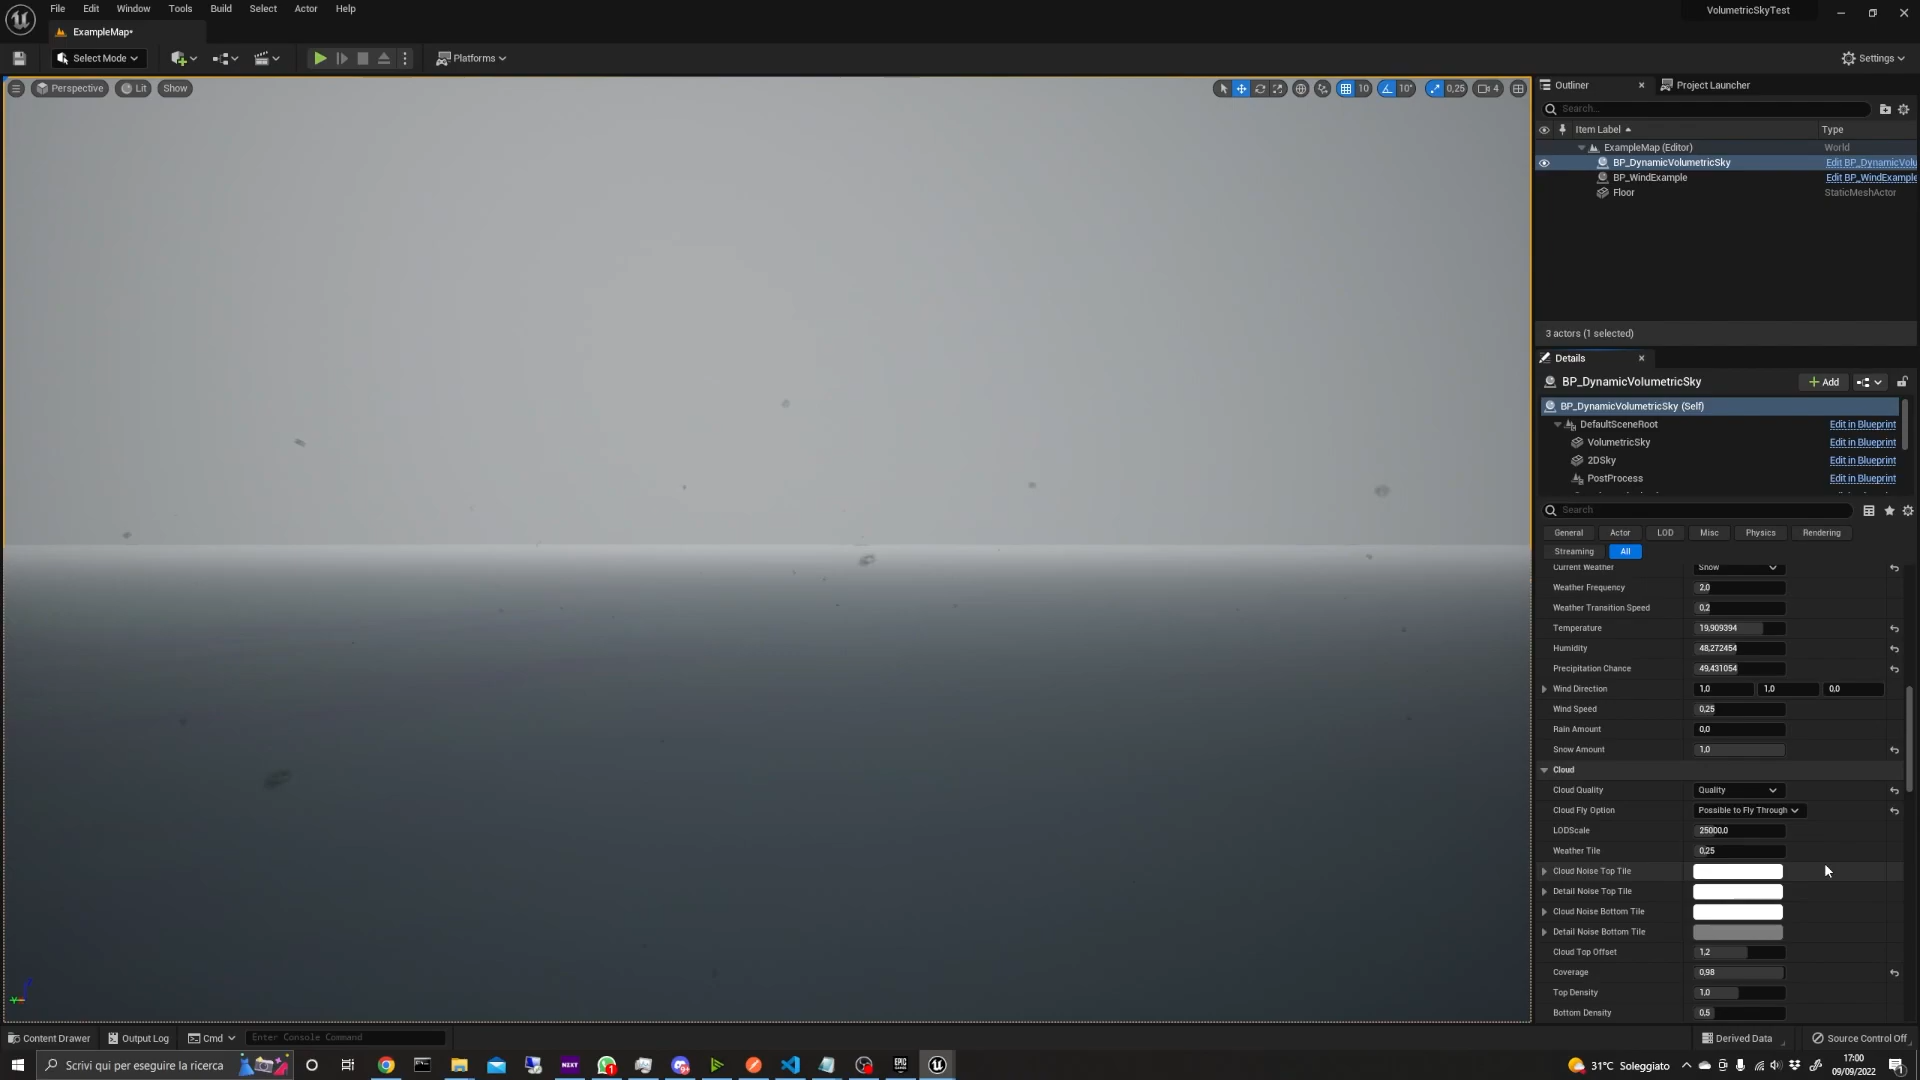 File Edit Window Tools Build Select Actor Help
VolumetricSkyTest
ExampleMap*
Select Mode
Platforms
Settings
Perspective Lit Show
10 10° 0,25 4
Outliner
Project Launcher
Search...
Item Label Type
ExampleMap (Editor) World
BP_DynamicVolumetricSky Edit BP_DynamicVolu
BP_WindExample Edit BP_WindExample
Floor StaticMeshActor
3 actors (1 selected)
Details
BP_DynamicVolumetricSky
Add
BP_DynamicVolumetricSky (Self)
DefaultSceneRoot Edit in Blueprint
VolumetricSky Edit in Blueprint
2DSky Edit in Blueprint
PostProcess Edit in Blueprint
Search
General Actor LOD Misc Physics Rendering
Streaming All
Current Weather Snow
Weather Frequency 2,0
Weather Transition Speed 0,2
Temperature 19,909394
Humidity 48,272454
Precipitation Chance 49,431054
Wind Direction 1,0 1,0 0,0
Wind Speed 0,25
Rain Amount 0,0
Snow Amount 1,0
Cloud
Cloud Quality Quality
Cloud Fly Option Possible to Fly Through
LODScale 25000,0
Weather Tile 0,25
Cloud Noise Top Tile
Detail Noise Top Tile
Cloud Noise Bottom Tile
Detail Noise Bottom Tile
Cloud Top Offset 1,2
Coverage 0,98
Top Density 1,0
Bottom Density 0,5
Content Drawer Output Log Cmd Enter Console Command
Derived Data Source Control Off
Scrivi qui per eseguire la ricerca
31°C Soleggiato
17:00
09/09/2022